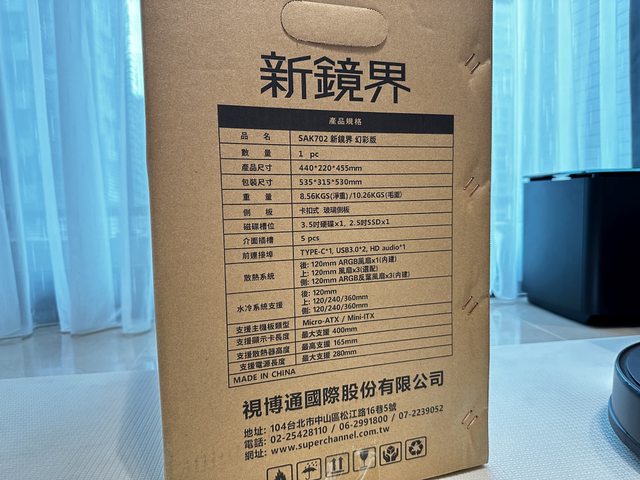 新鏡界
產品規格
品 名 SAK702 新鏡界 幻彩版
數 量 1 pc
產品尺寸 440*220*455mm
包裝尺寸 535*315*530mm
重 量 8.56KGS(淨重)/10.26KGS(毛重)
側 板 卡扣式 玻璃側板
磁碟槽位 3.5吋硬碟x1, 2.5吋SSDx1
介面插槽 5 pcs
前連接埠 TYPE-C*1, USB3.0*2, HD audio*1
散熱系統 後: 120mm ARGB風扇x1(內建)
上: 120mm 風扇x3(選配)
側: 120mm ARGB反葉風扇x3(內建)
水冷系統支援 後: 120mm
上: 120/240/360mm
側: 120/240/360mm
支援主機板類型 Micro-ATX / Mini-ITX
支援顯示卡長度 最大支援 400mm
支援散熱器高度 最高支援 165mm
支援電源長度 最大支援 280mm
MADE IN CHINA
視博通國際股份有限公司
地址: 104台北市中山區松江路16巷5號
電話: 02-25428110 / 06-2991800 / 07-2239052
網址: www.superchannel.com.tw